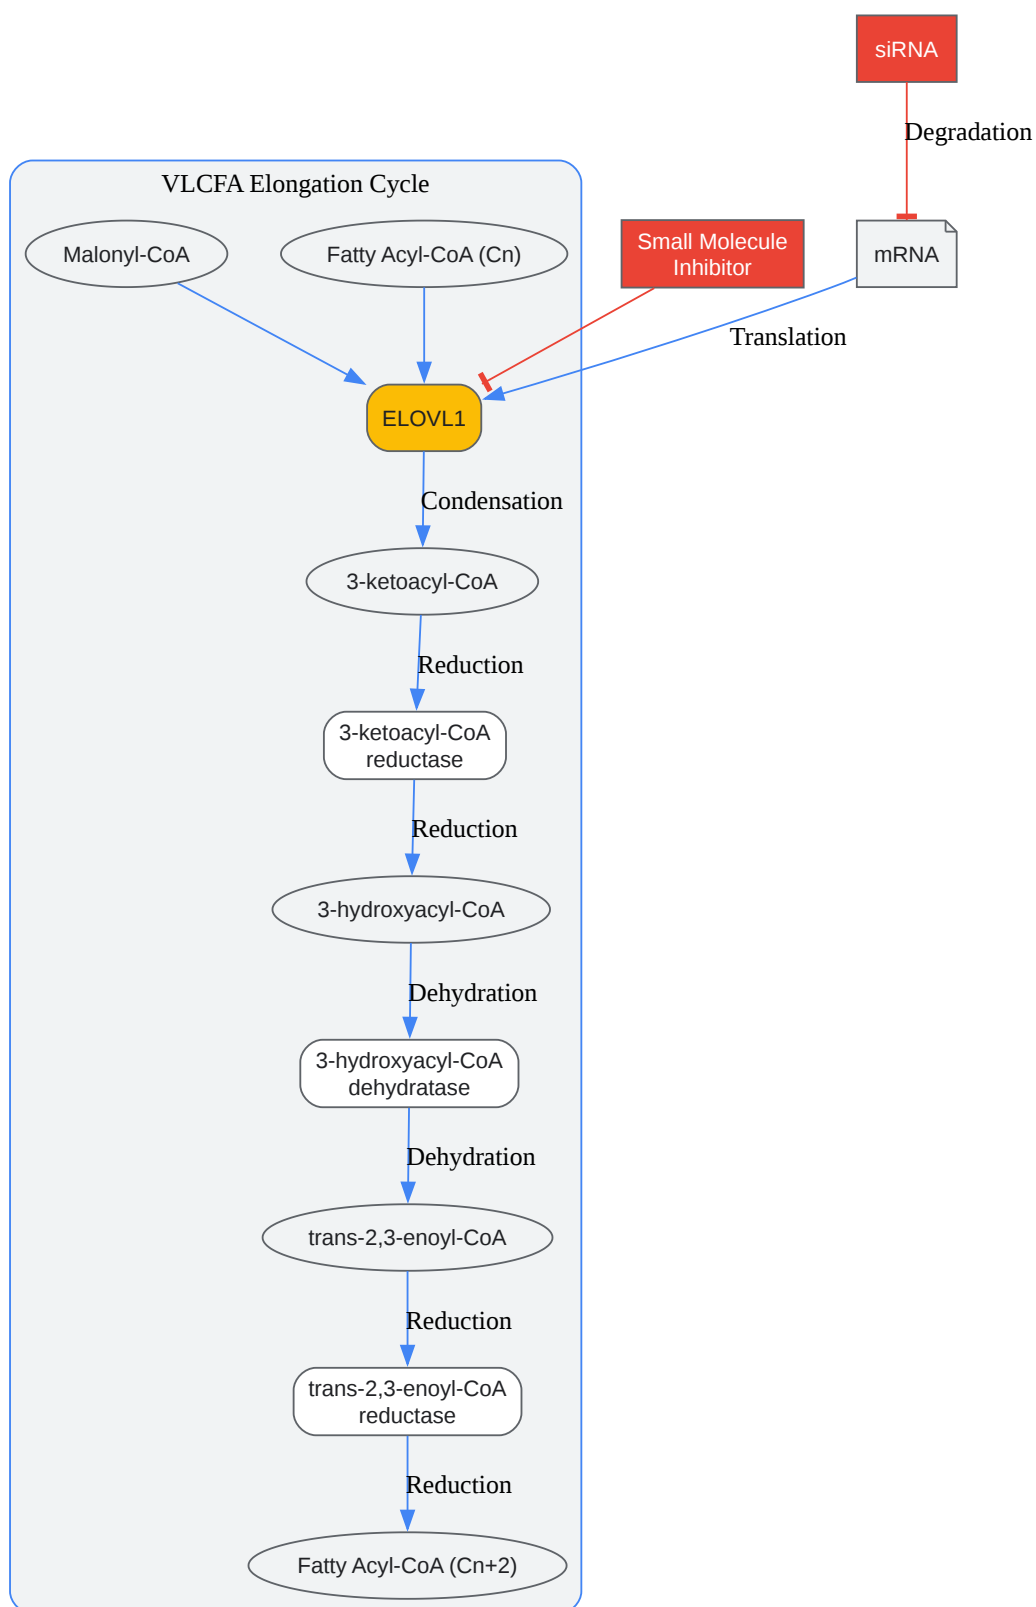 siRNA
Degradation
VLCFA Elongation Cycle
Malonyl-CoA
Fatty Acyl-CoA (Cn)
Small Molecule
Inhibitor
mRNA
Translation
ELOVL1
Condensation
3-ketoacyl-CoA
Reduction
3-ketoacyl-CoA
reductase
Reduction
3-hydroxyacyl-CoA
Dehydration
3-hydroxyacyl-CoA
dehydratase
Dehydration
trans-2,3-enoyl-CoA
Reduction
trans-2,3-enoyl-CoA
reductase
Reduction
Fatty Acyl-CoA (Cn+2)